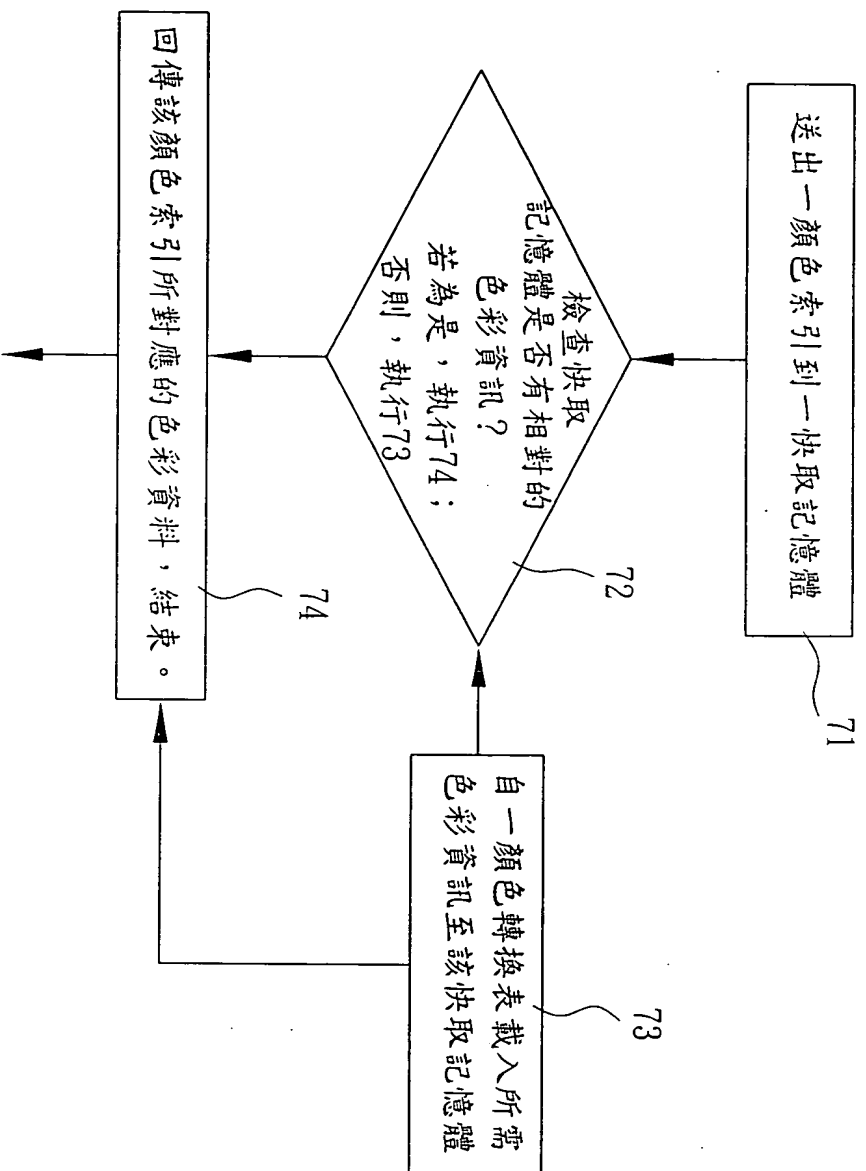 送出一顏色索引到一快取記憶體
71
檢查快取
記憶體是否有相對的
色彩資訊？
若為是，執行74；
否則，執行73
72
自一顏色轉換表載入所需
色彩資訊至該快取記憶體
73
回傳該顏色索引所對應的色彩資料，結束。
74